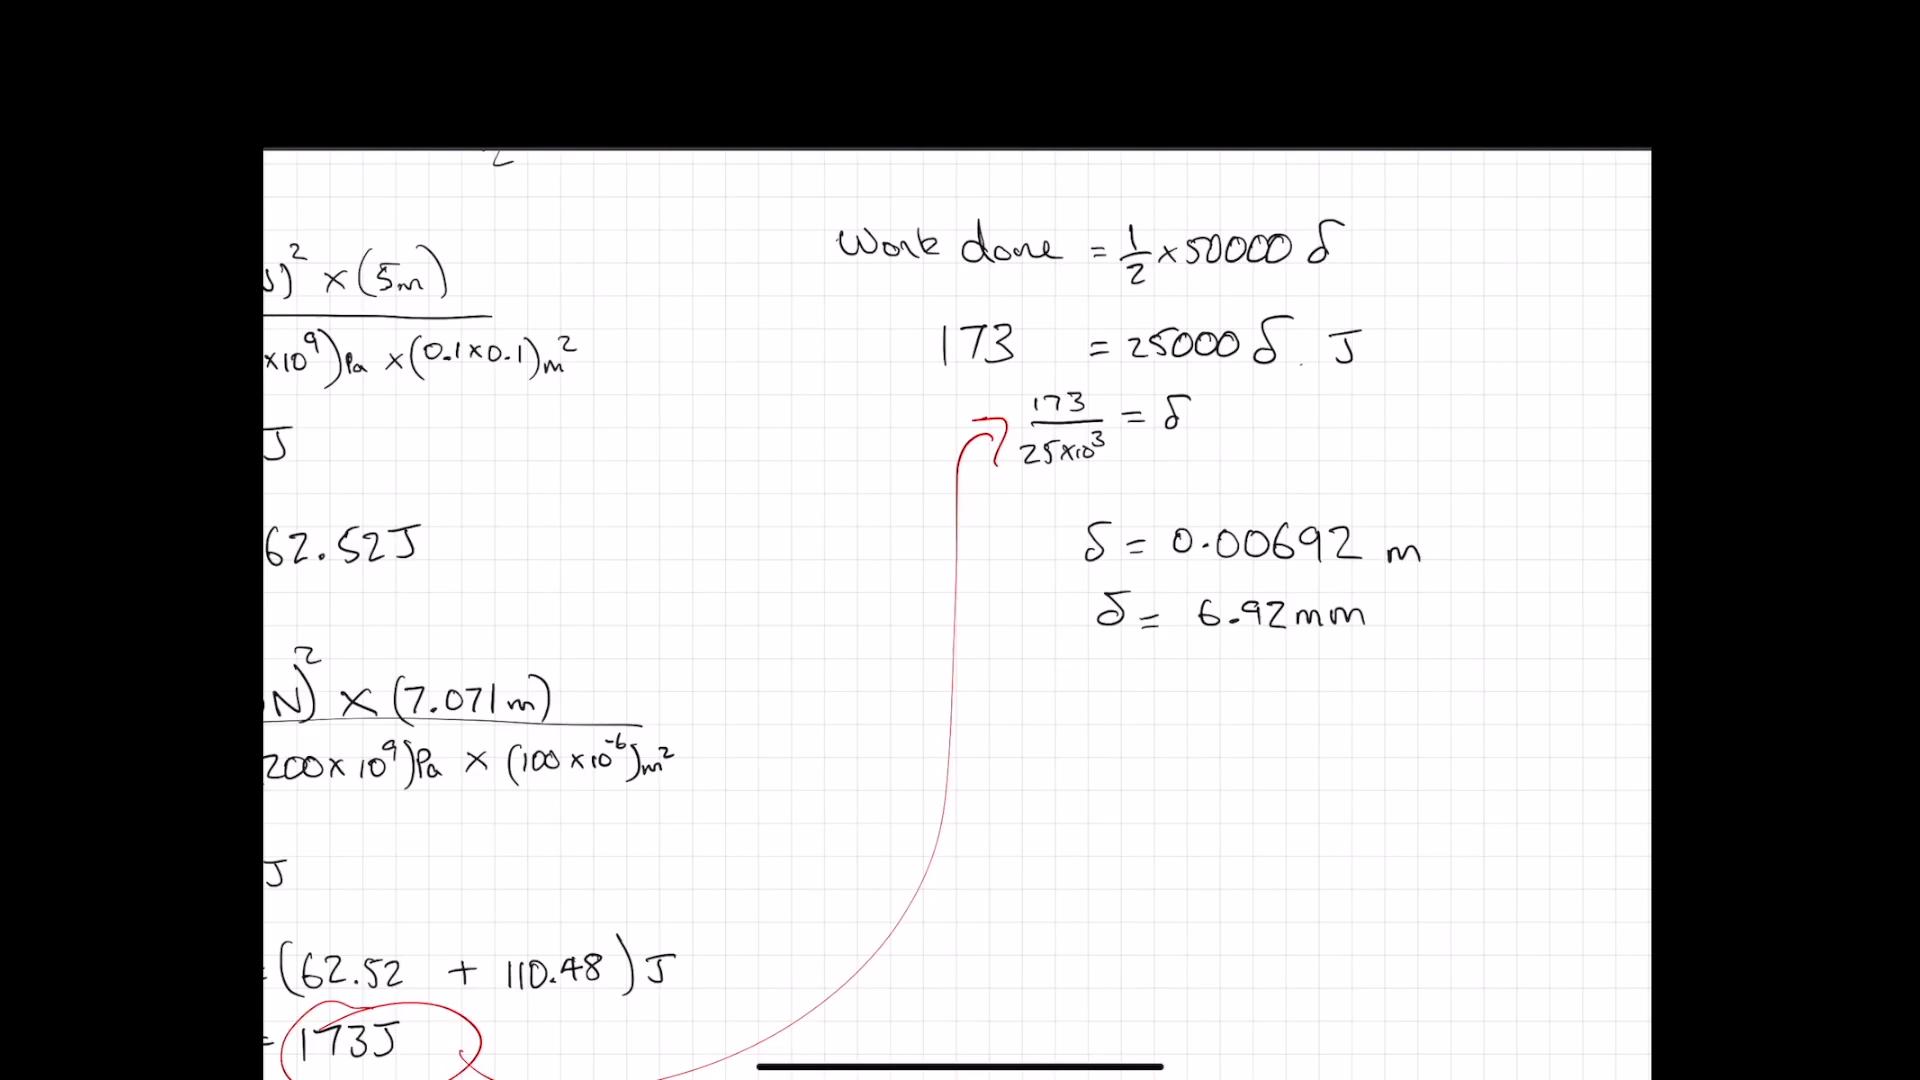 2
)² × (5m)
×10⁹)Pa × (0.1×0.1)m²
J
62.52J
N)² × (7.071m)
200×10⁹)Pa × (100×10⁻⁶)m²
J
=(62.52 + 110.48)J
= 173J
Work done = 1/2 × 50000 δ
173 = 25000 δ . J
173/25×10³ = δ
δ = 0.00692 m
δ = 6.92mm